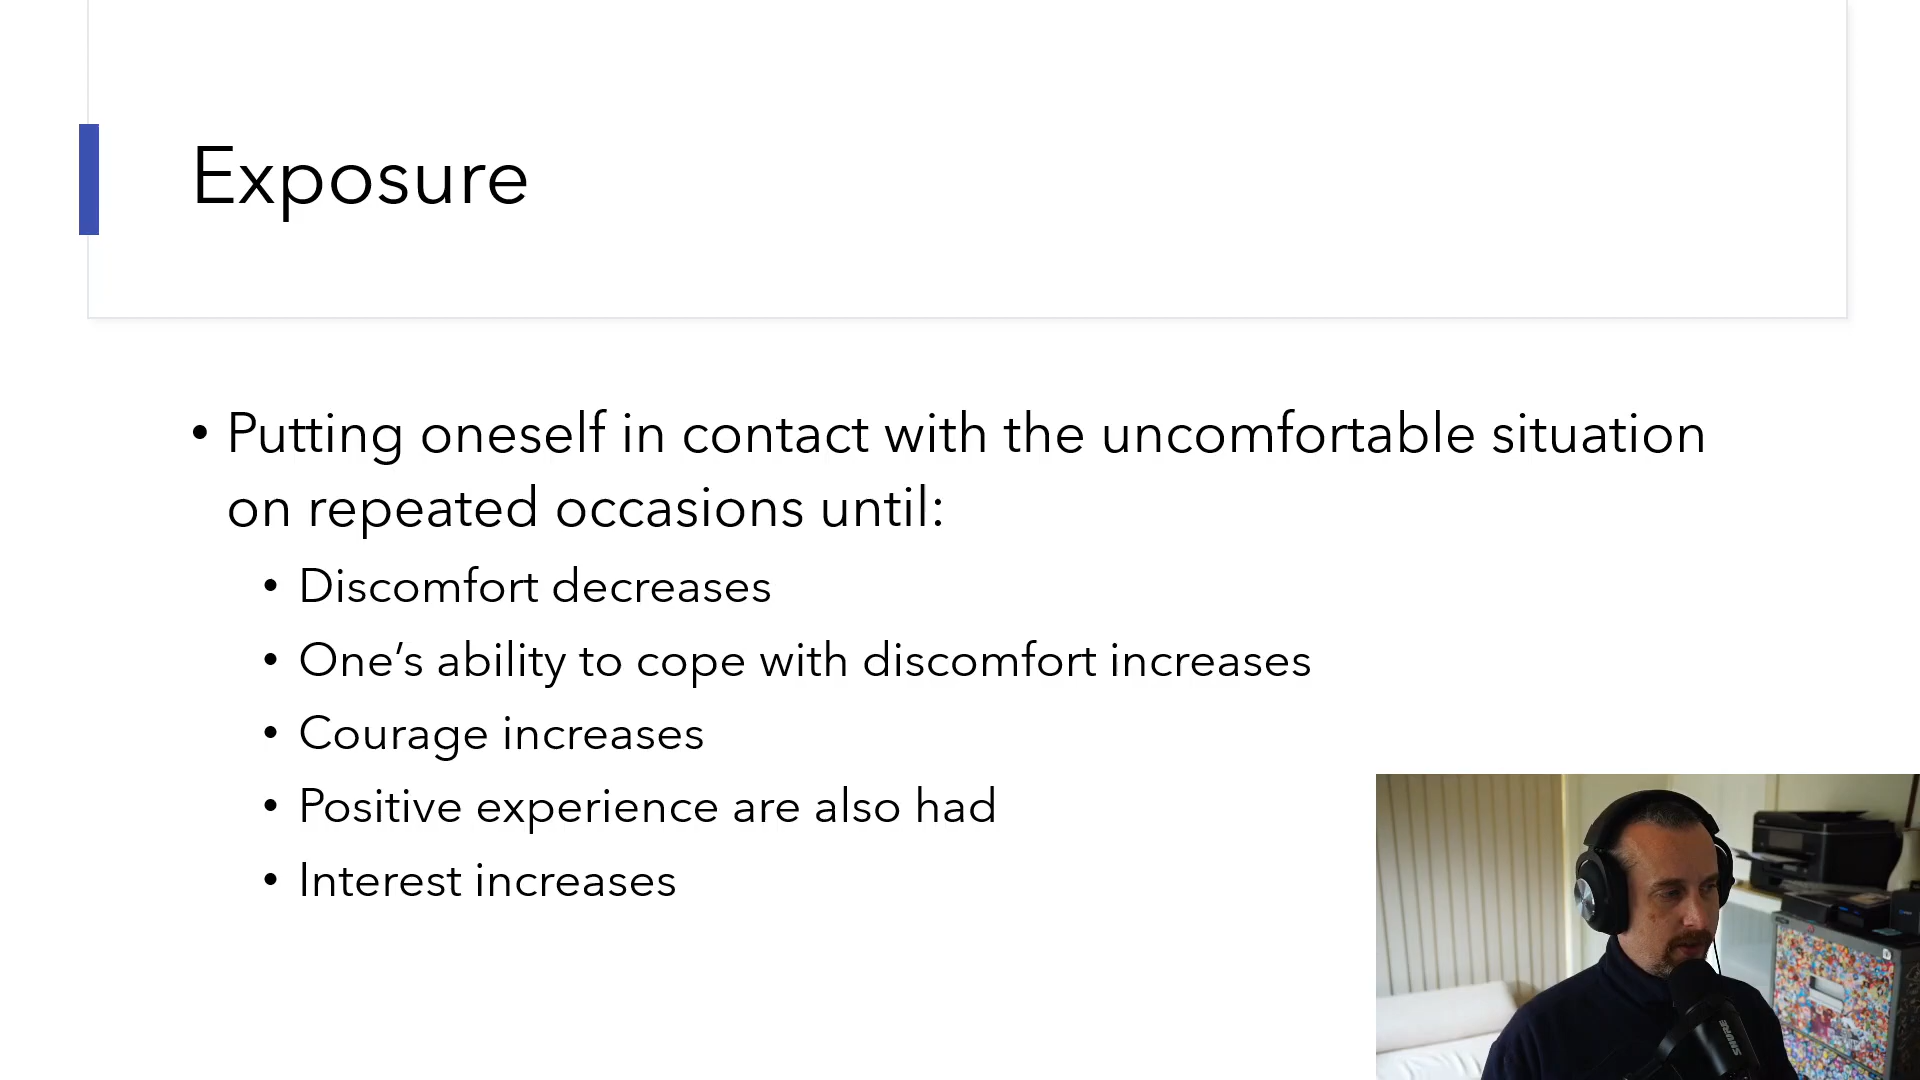 Exposure
• Putting oneself in contact with the uncomfortable situation
on repeated occasions until:
• Discomfort decreases
• One’s ability to cope with discomfort increases
• Courage increases
• Positive experience are also had
• Interest increases
SHURE